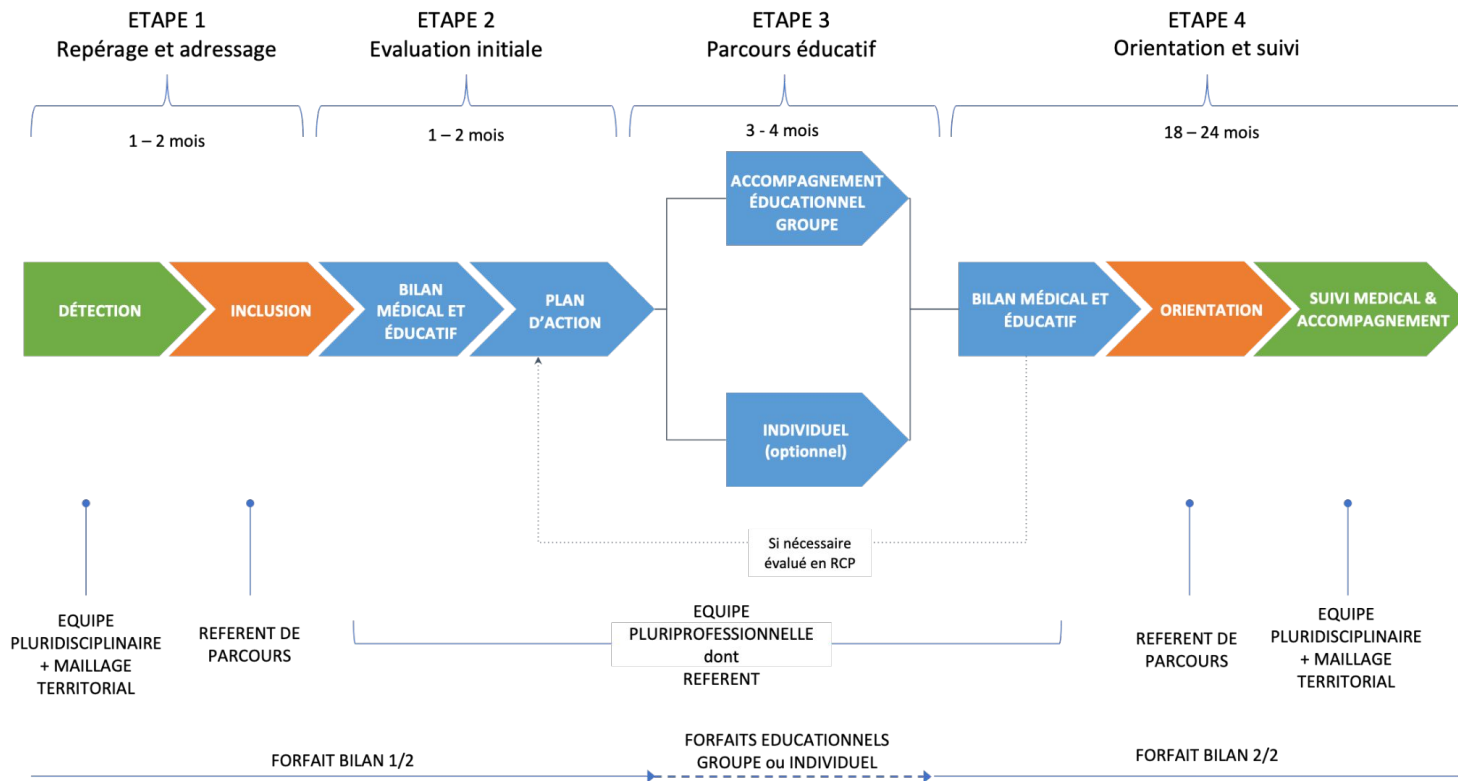 ETAPE 1
Repérage et adressage
ETAPE 2
Evaluation initiale
ETAPE 3
Parcours éducatif
ETAPE 4
Orientation et suivi
1 – 2 mois
1 – 2 mois
3 - 4 mois
18 – 24 mois
ACCOMPAGNEMENT
ÉDUCATIONNEL
GROUPE
DÉTECTION
INCLUSION
BILAN
MÉDICAL ET
ÉDUCATIF
PLAN
D’ACTION
BILAN MÉDICAL ET
ÉDUCATIF
ORIENTATION
SUIVI MEDICAL &
ACCOMPAGNEMENT
INDIVIDUEL
(optionnel)
Si nécessaire
évalué en RCP
EQUIPE
PLURIDISCIPLINAIRE
+ MAILLAGE
TERRITORIAL
REFERENT DE
PARCOURS
EQUIPE
PLURIPROFESSIONNELLE
dont
REFERENT
REFERENT DE
PARCOURS
EQUIPE
PLURIDISCIPLINAIRE
+ MAILLAGE
TERRITORIAL
FORFAIT BILAN 1/2
FORFAITS EDUCATIONNELS
GROUPE ou INDIVIDUEL
FORFAIT BILAN 2/2